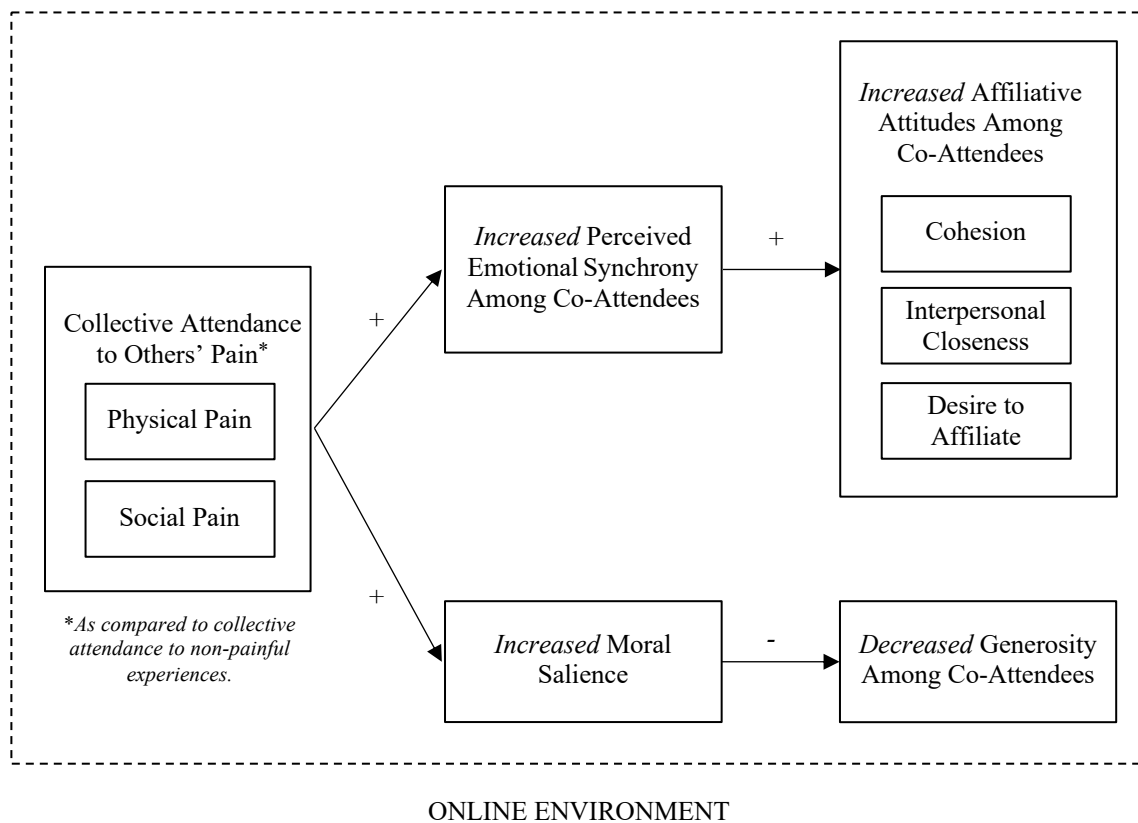 Collective Attendance
to Others’ Pain*
Physical Pain
Social Pain
*As compared to collective
attendance to non-painful
experiences.
+
+
Increased Perceived
Emotional Synchrony
Among Co-Attendees
+
Increased Affiliative
Attitudes Among
Co-Attendees
Cohesion
Interpersonal
Closeness
Desire to
Affiliate
Increased Moral
Salience
-
Decreased Generosity
Among Co-Attendees
ONLINE ENVIRONMENT